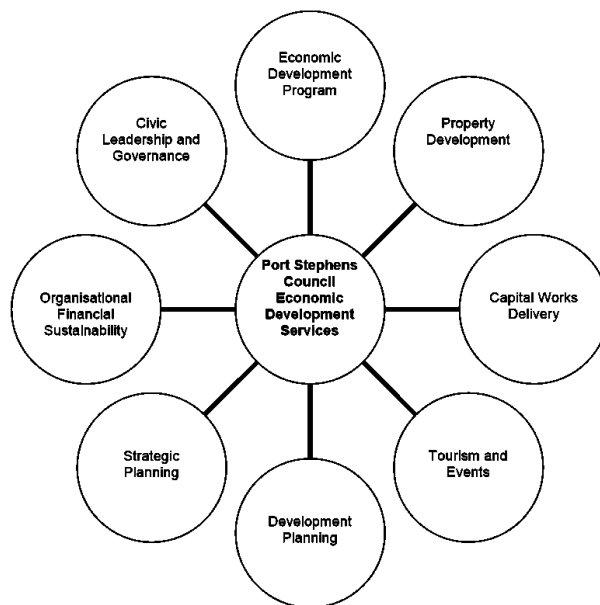 Economic
Development
Program
Civic
Leadership and
Governance
Property
Development
Port Stephens
Council
Economic
Development
Services
Organisational
Financial
Sustainability
Capital Works
Delivery
Strategic
Planning
Tourism and
Events
Development
Planning